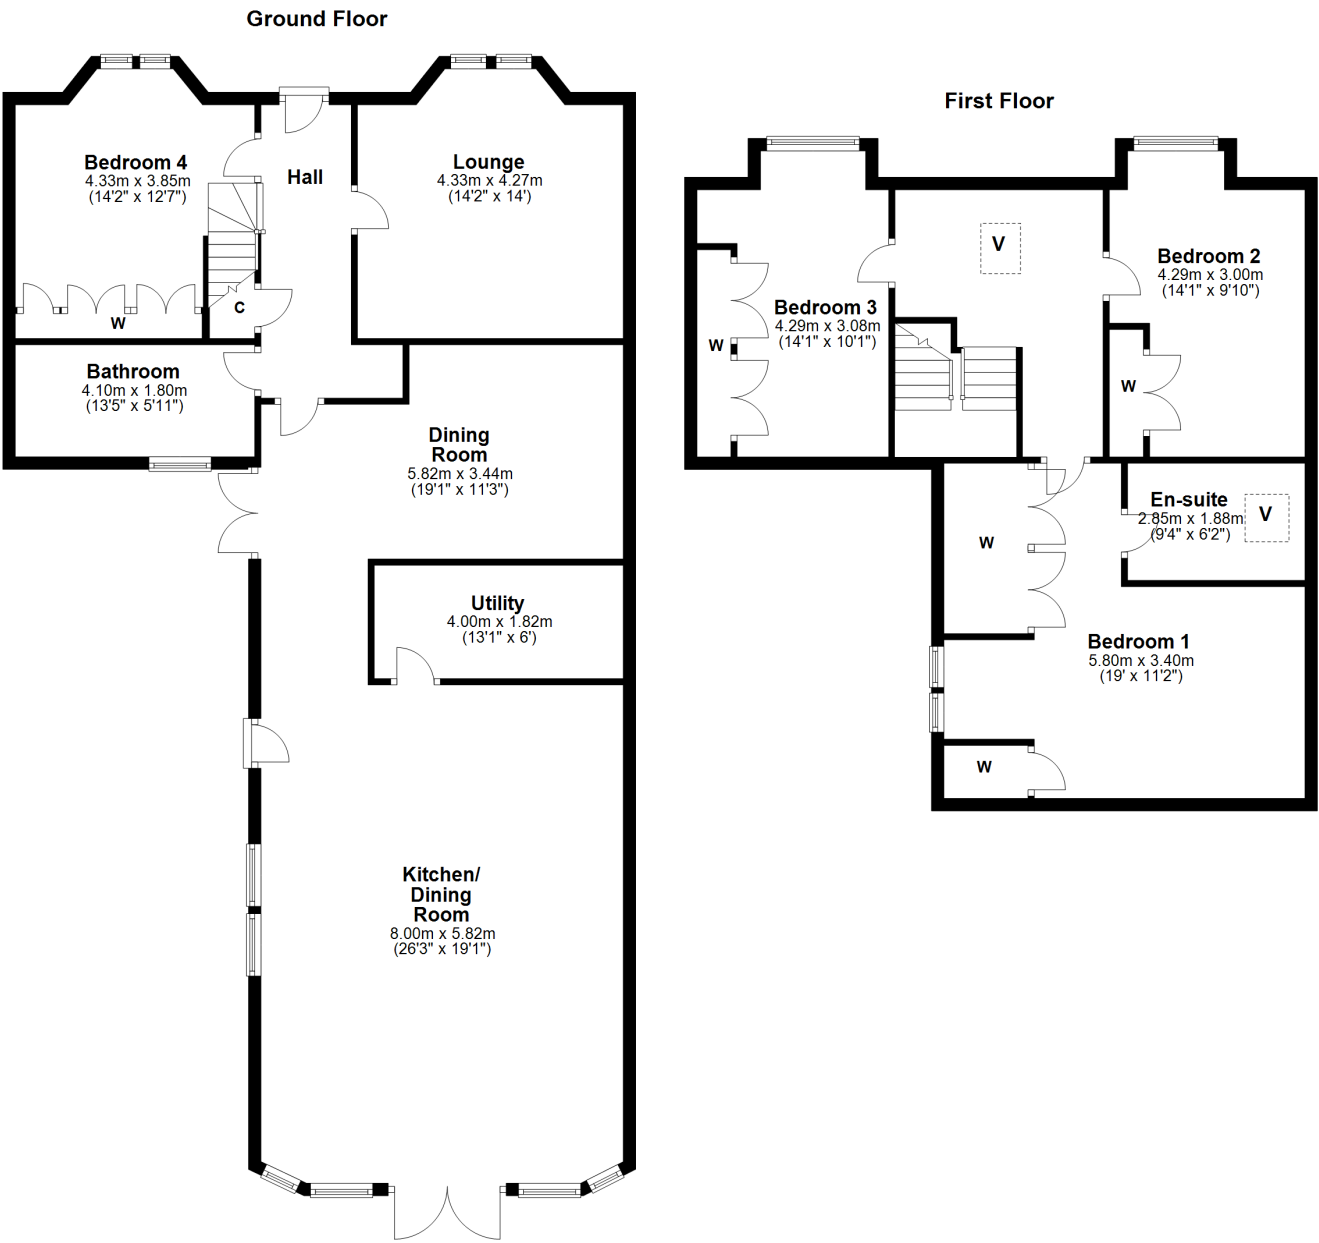 Ground Floor
Bedroom 4
4.33m x 3.85m
(14'2" x 12'7")
Hall
Lounge
4.33m x 4.27m
(14'2" x 14')
C
W
Bathroom
4.10m x 1.80m
(13'5" x 5'11")
Dining
Room
5.82m x 3.44m
(19'1" x 11'3")
Utility
4.00m x 1.82m
(13'1" x 6')
Kitchen/
Dining
Room
8.00m x 5.82m
(26'3" x 19'1")
First Floor
V
Bedroom 2
4.29m x 3.00m
(14'1" x 9'10")
Bedroom 3
4.29m x 3.08m
(14'1" x 10'1")
W
W
En-suite
2.85m x 1.88m
(9'4" x 6'2")
V
W
Bedroom 1
5.80m x 3.40m
(19' x 11'2")
W